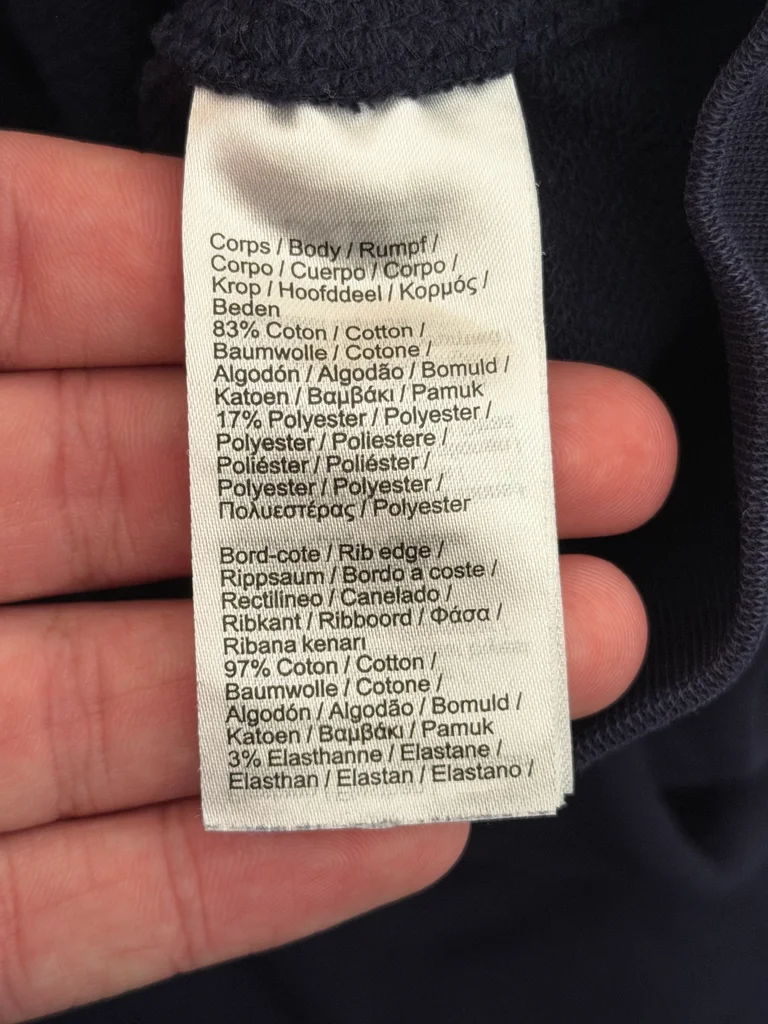 Corps / Body / Rumpf /
Corpo / Cuerpo / Corpo /
Krop / Hoofddeel / Κορμός /
Beden
83% Coton / Cotton /
Baumwolle / Cotone /
Algodón / Algodão / Bomuld /
Katoen / Βαμβάκι / Pamuk
17% Polyester / Polyester /
Polyester / Poliestere /
Poliéster / Poliéster /
Polyester / Polyester /
Πολυεστέρας / Polyester
Bord-cote / Rib edge /
Rippsaum / Bordo a coste /
Rectilineo / Canelado /
Ribkant / Ribboord / Φάσα /
Ribana kenarı
97% Coton / Cotton /
Baumwolle / Cotone /
Algodón / Algodão / Bomuld /
Katoen / Βαμβάκι / Pamuk
3% Elasthanne / Elastane /
Elasthan / Elastan / Elastano /